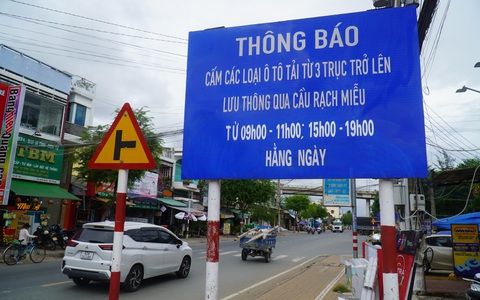 THÔNG BÁO
CẤM CÁC LOẠI Ô TÔ TẢI TỪ 3 TRỤC TRỞ LÊN
LƯU THÔNG QUA CẦU RẠCH MIỄU
TỪ 09h00 - 11h00; 15h00 - 19h00
HẰNG NGÀY
TBM